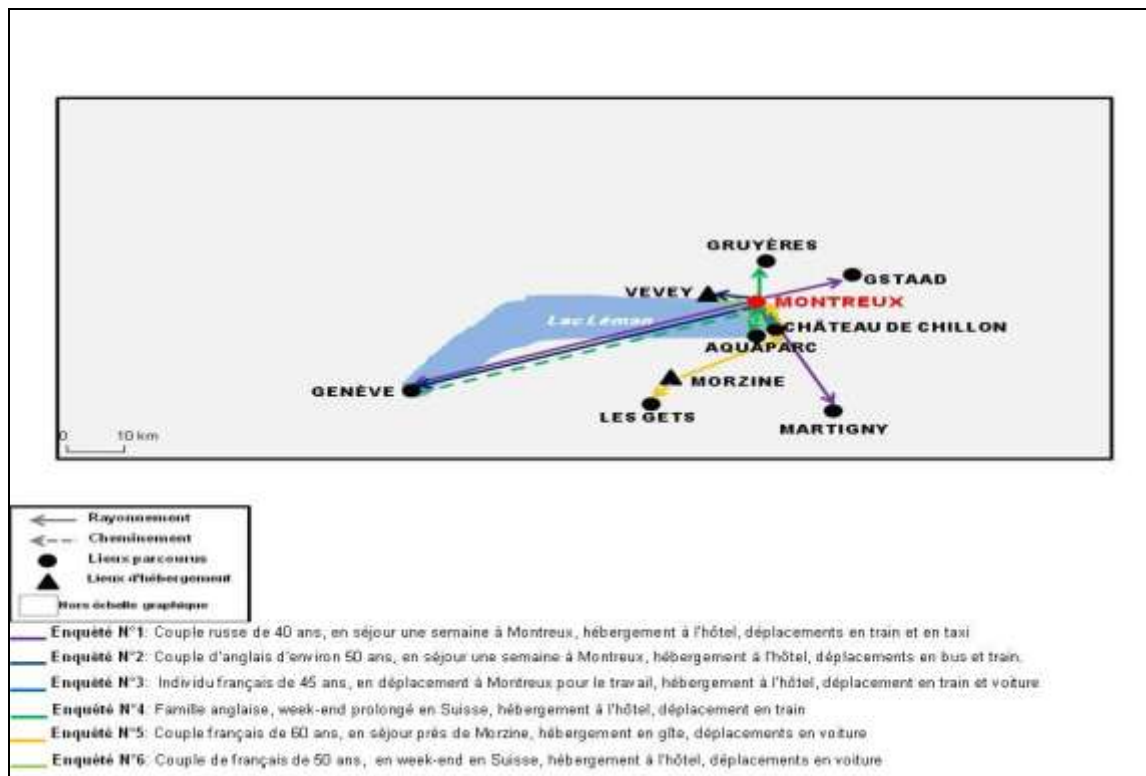 GRUYÈRES
GSTAAD
VEVEY
MONTREUX
Lac Léman
CHÂTEAU DE CHILLON
AQUAPARC
GENÈVE
MORZINE
LES GETS
MARTIGNY
0 10 km
Rayonnement
Cheminement
Lieux parcourus
Lieux d'hébergement
Hors échelle graphique
Enquêté N°1: Couple russe de 40 ans, en séjour une semaine à Montreux, hébergement à l'hôtel, déplacements en train et en taxi
Enquêté N°2: Couple d'anglais d'environ 50 ans, en séjour une semaine à Montreux, hébergement à l'hôtel, déplacements en bus et train.
Enquêté N°3: Individu français de 45 ans, en déplacement à Montreux pour le travail, hébergement à l'hôtel, déplacement en train et voiture
Enquêté N°4: Famille anglaise, week-end prolongé en Suisse, hébergement à l'hôtel, déplacement en train
Enquêté N°5: Couple français de 60 ans, en séjour près de Morzine, hébergement en gîte, déplacements en voiture
Enquêté N°6: Couple de français de 50 ans, en week-end en Suisse, hébergement à l'hôtel, déplacements en voiture